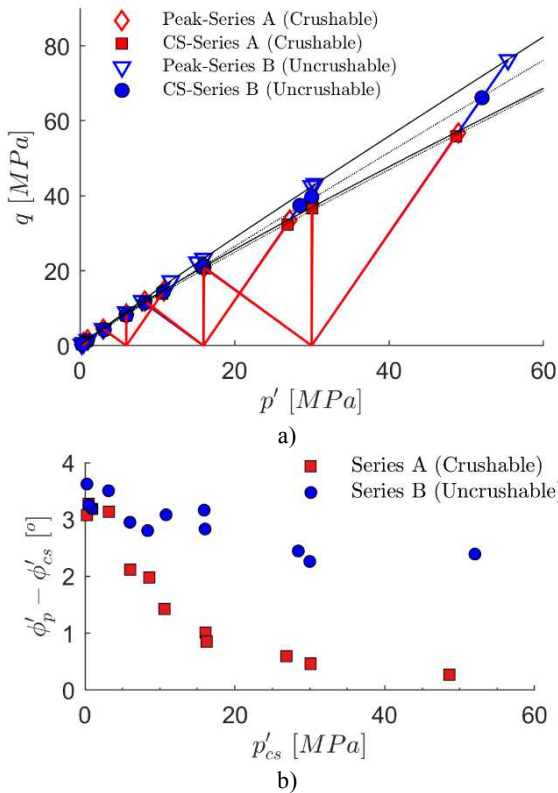 Peak-Series A (Crushable)
CS-Series A (Crushable)
Peak-Series B (Uncrushable)
CS-Series B (Uncrushable)
80
60
40
20
0
q [MPa]
0 20 40 60
p′ [MPa]
a)
Series A (Crushable)
Series B (Uncrushable)
4
3
2
1
0
ϕ′p − ϕ′cs [o]
0 20 40 60
p′cs [MPa]
b)